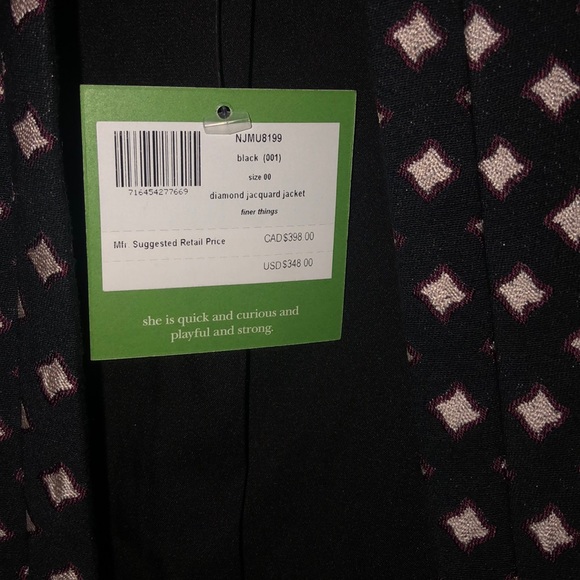 NJMU8199
black (001)
size 00
716454277669
diamond jacquard jacket
finer things
Mfr Suggested Retail Price
CAD$398.00
USD$348.00
she is quick and curious and
playful and strong.